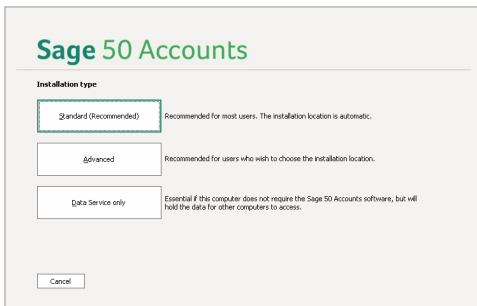 Sage 50 Accounts
Installation type
Standard (Recommended)
Recommended for most users. The installation location is automatic.
Advanced
Recommended for users who wish to choose the installation location.
Data Service only
Essential if this computer does not require the Sage 50 Accounts software, but will
hold the data for other computers to access.
Cancel